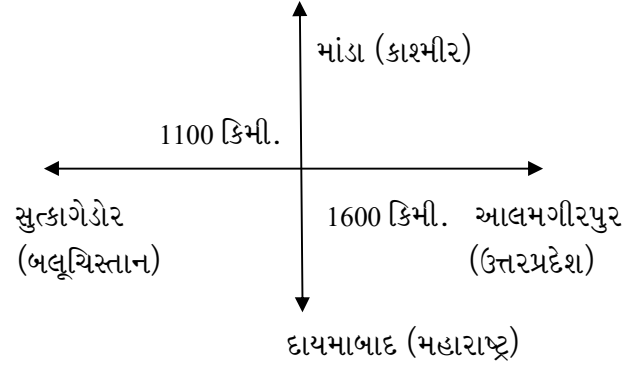 માંડા (કાશ્મીર)
1100 કિમી.
સુત્કાગેડોર 1600 કિમી. આલમગીરપુર
(બલૂચિસ્તાન) (ઉત્તરપ્રદેશ)
દાયમાબાદ (મહારાષ્ટ્ર)